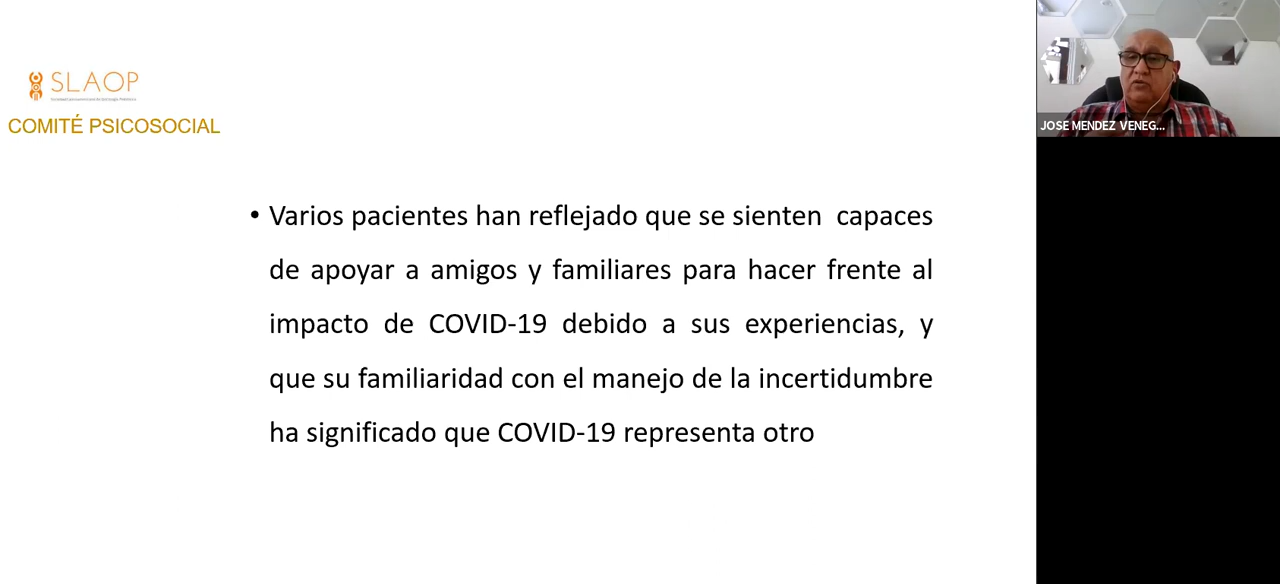 SLAOP
COMITÉ PSICOSOCIAL
JOSE MENDEZ VENEG...
• Varios pacientes han reflejado que se sienten capaces
de apoyar a amigos y familiares para hacer frente al
impacto de COVID-19 debido a sus experiencias, y
que su familiaridad con el manejo de la incertidumbre
ha significado que COVID-19 representa otro